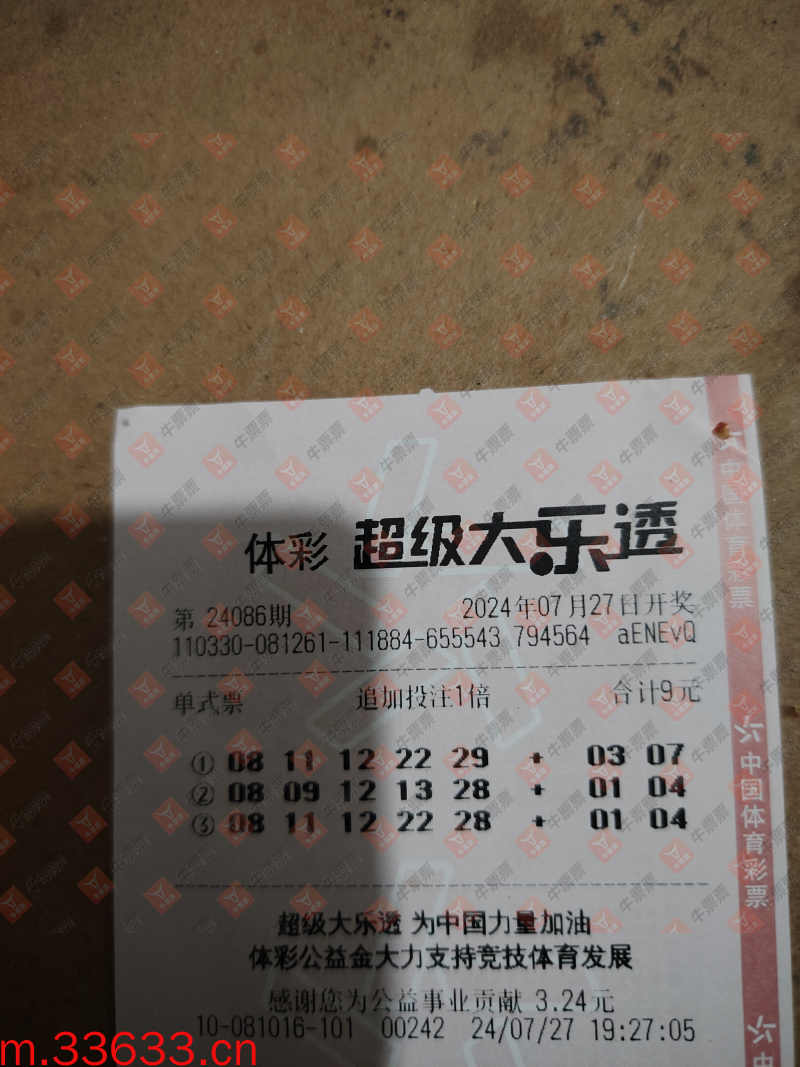 体彩 超级大乐透
第 24086期 2024年07月27日开奖
110330-081261-111884-655543 794564 aENEvQ
单式票 追加投注1倍 合计9元
① 08 11 12 22 29 + 03 07
② 08 09 12 13 28 + 01 04
③ 08 11 12 22 28 + 01 04
超级大乐透 为中国力量加油
体彩公益金大力支持竞技体育发展
感谢您为公益事业贡献 3.24元
10-081016-101 00242 24/07/27 19:27:05
中国体育彩票
中国体育彩票
中
m.33633.cn
牛票票